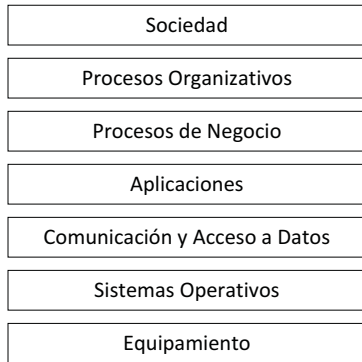 Sociedad
Procesos Organizativos
Procesos de Negocio
Aplicaciones
Comunicación y Acceso a Datos
Sistemas Operativos
Equipamiento